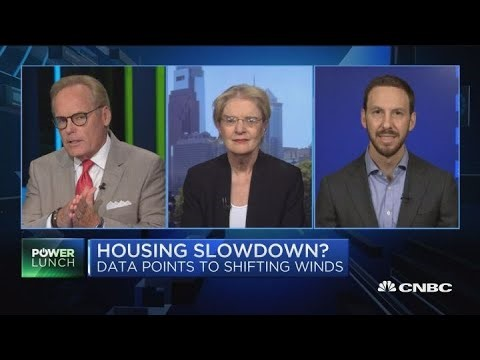 POWER
LUNCH
HOUSING SLOWDOWN?
DATA POINTS TO SHIFTING WINDS
CNBC